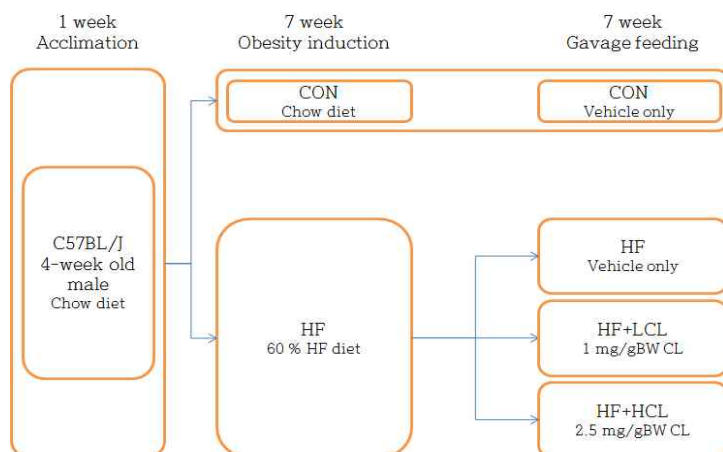 1 week
Acclimation
7 week
Obesity induction
7 week
Gavage feeding
C57BL/J
4-week old
male
Chow diet
CON
Chow diet
CON
Vehicle only
HF
60 % HF diet
HF
Vehicle only
HF+LCL
1 mg/gBW CL
HF+HCL
2.5 mg/gBW CL